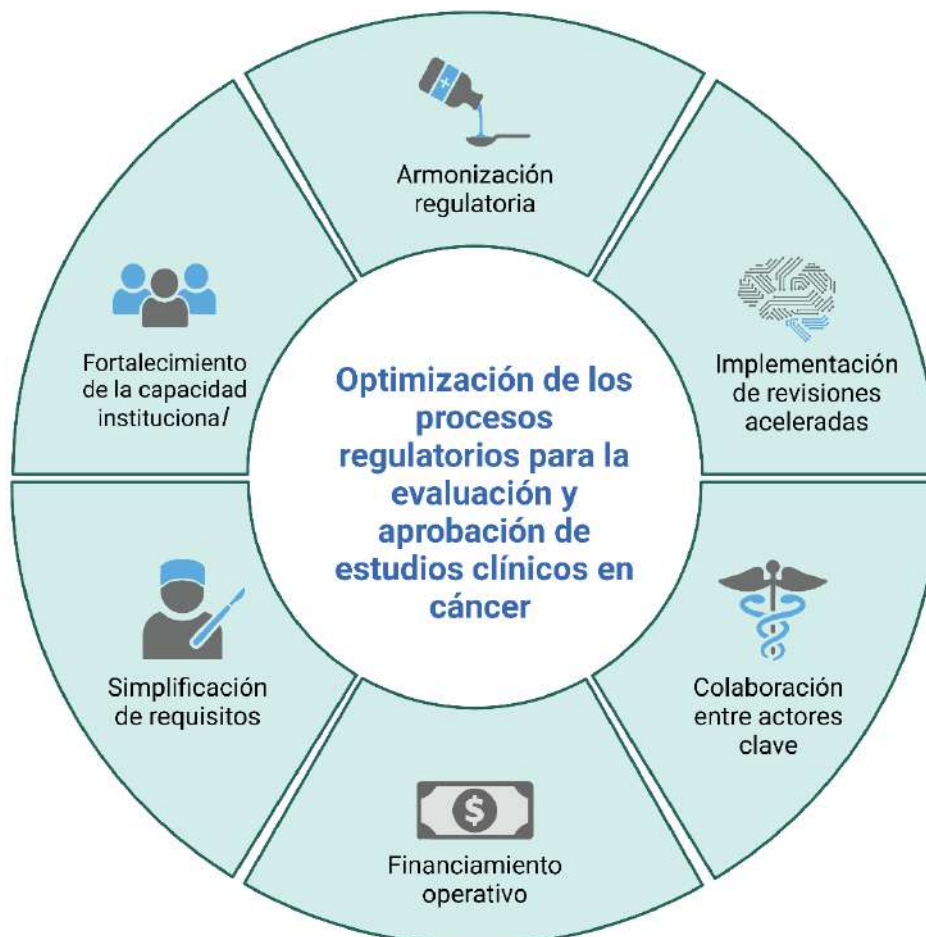 Armonización
regulatoria
Implementación
de revisiones
aceleradas
Colaboración
entre actores
clave
Financiamiento
operativo
Simplificación
de requisitos
Fortalecimiento
de la capacidad
instituciona/
Optimización de los
procesos
regulatorios para la
evaluación y
aprobación de
estudios clínicos en
cáncer
$